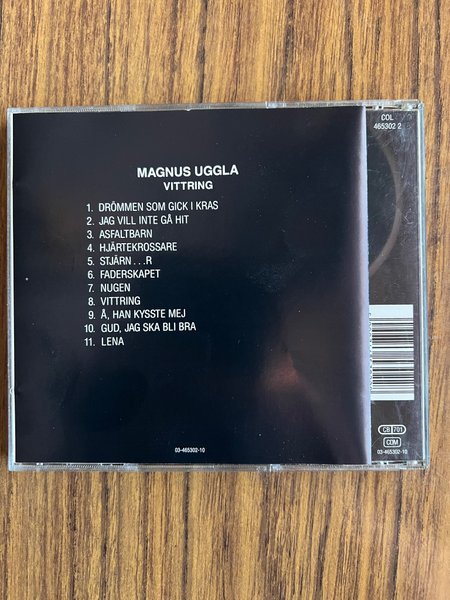 COL
465302 2
MAGNUS UGGLA
VITTRING
1. DRÖMMEN SOM GICK I KRAS
2. JAG VILL INTE GÅ HIT
3. ASFALTBARN
4. HJÄRTEKROSSARE
5. STJÄRN...R
6. FADERSKAPET
7. NUGEN
8. VITTRING
9. Å, HAN KYSSTE MEJ
10. GUD, JAG SKA BLI BRA
11. LENA
CB 701
CDM
03-465302-10
03-465302-10